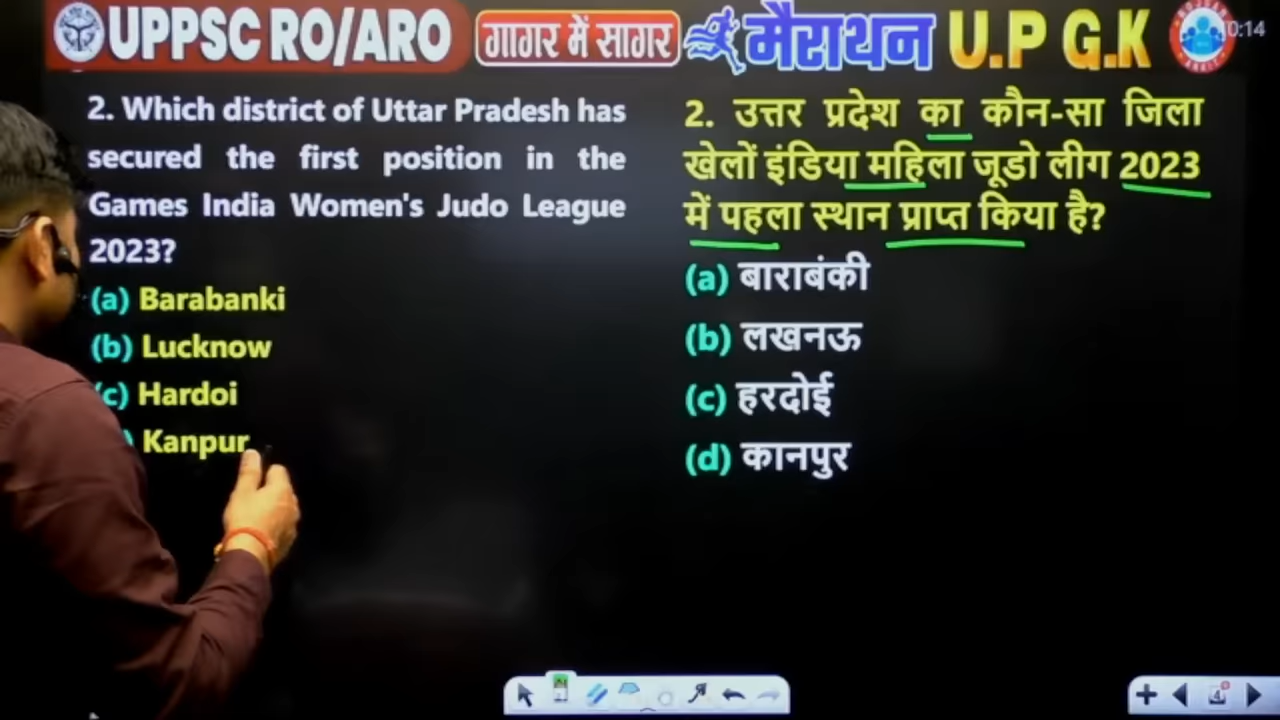 UPPSC RO/ARO गागर में सागर मैराथन U.P G.K
0:14
2. Which district of Uttar Pradesh has
secured the first position in the
Games India Women's Judo League
2023?
(a) Barabanki
(b) Lucknow
c) Hardoi
) Kanpur
2. उत्तर प्रदेश का कौन-सा जिला
खेलों इंडिया महिला जूडो लीग 2023
में पहला स्थान प्राप्त किया है?
(a) बाराबंकी
(b) लखनऊ
(c) हरदोई
(d) कानपुर